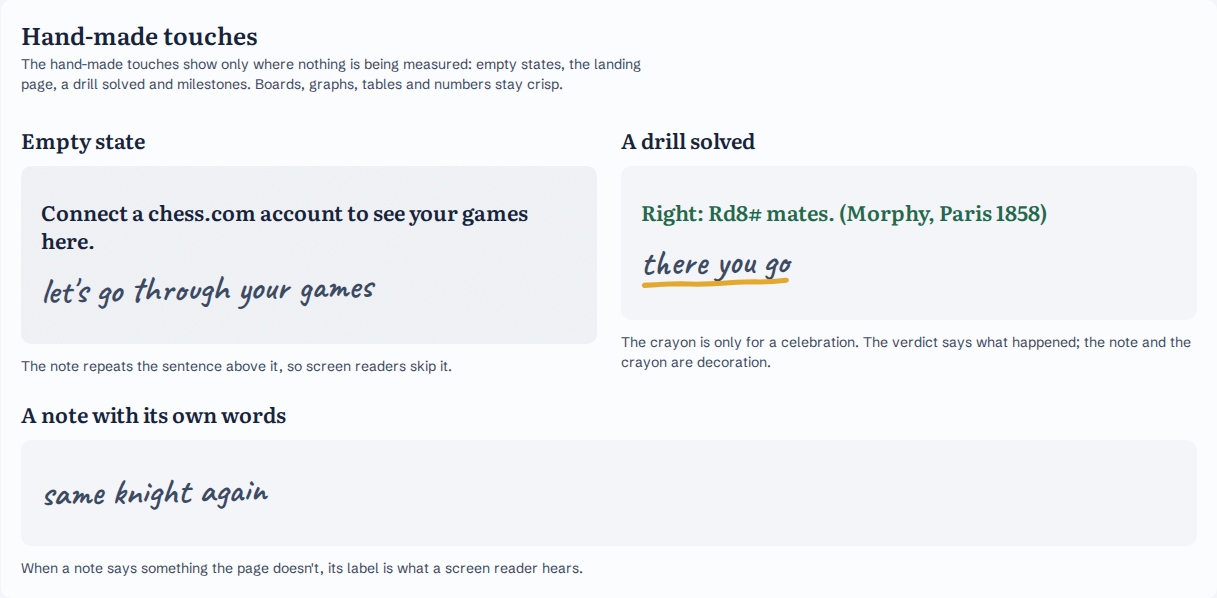 Hand-made touches
The hand-made touches show only where nothing is being measured: empty states, the landing
page, a drill solved and milestones. Boards, graphs, tables and numbers stay crisp.
Empty state
Connect a chess.com account to see your games
here.
let's go through your games
The note repeats the sentence above it, so screen readers skip it.
A drill solved
Right: Rd8# mates. (Morphy, Paris 1858)
there you go
The crayon is only for a celebration. The verdict says what happened; the note and the
crayon are decoration.
A note with its own words
same knight again
When a note says something the page doesn't, its label is what a screen reader hears.